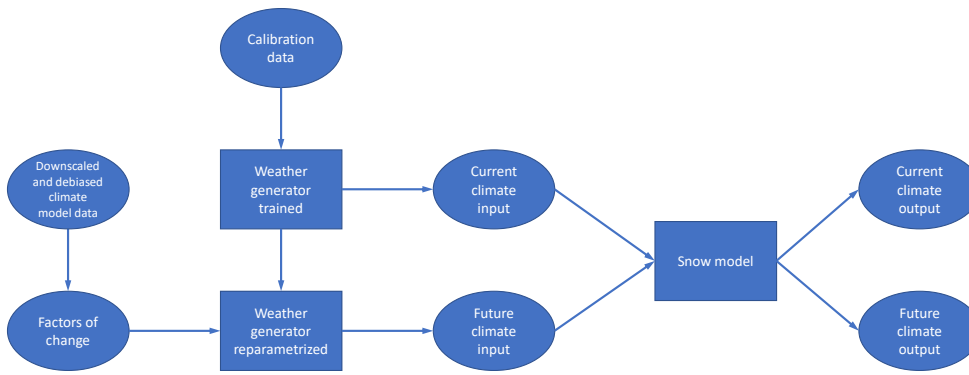 Calibration
data
Downscaled
and debiased
climate
model data
Weather
generator
trained
Current
climate
input
Current
climate
output
Snow model
Factors of
change
Weather
generator
reparametrized
Future
climate
input
Future
climate
output